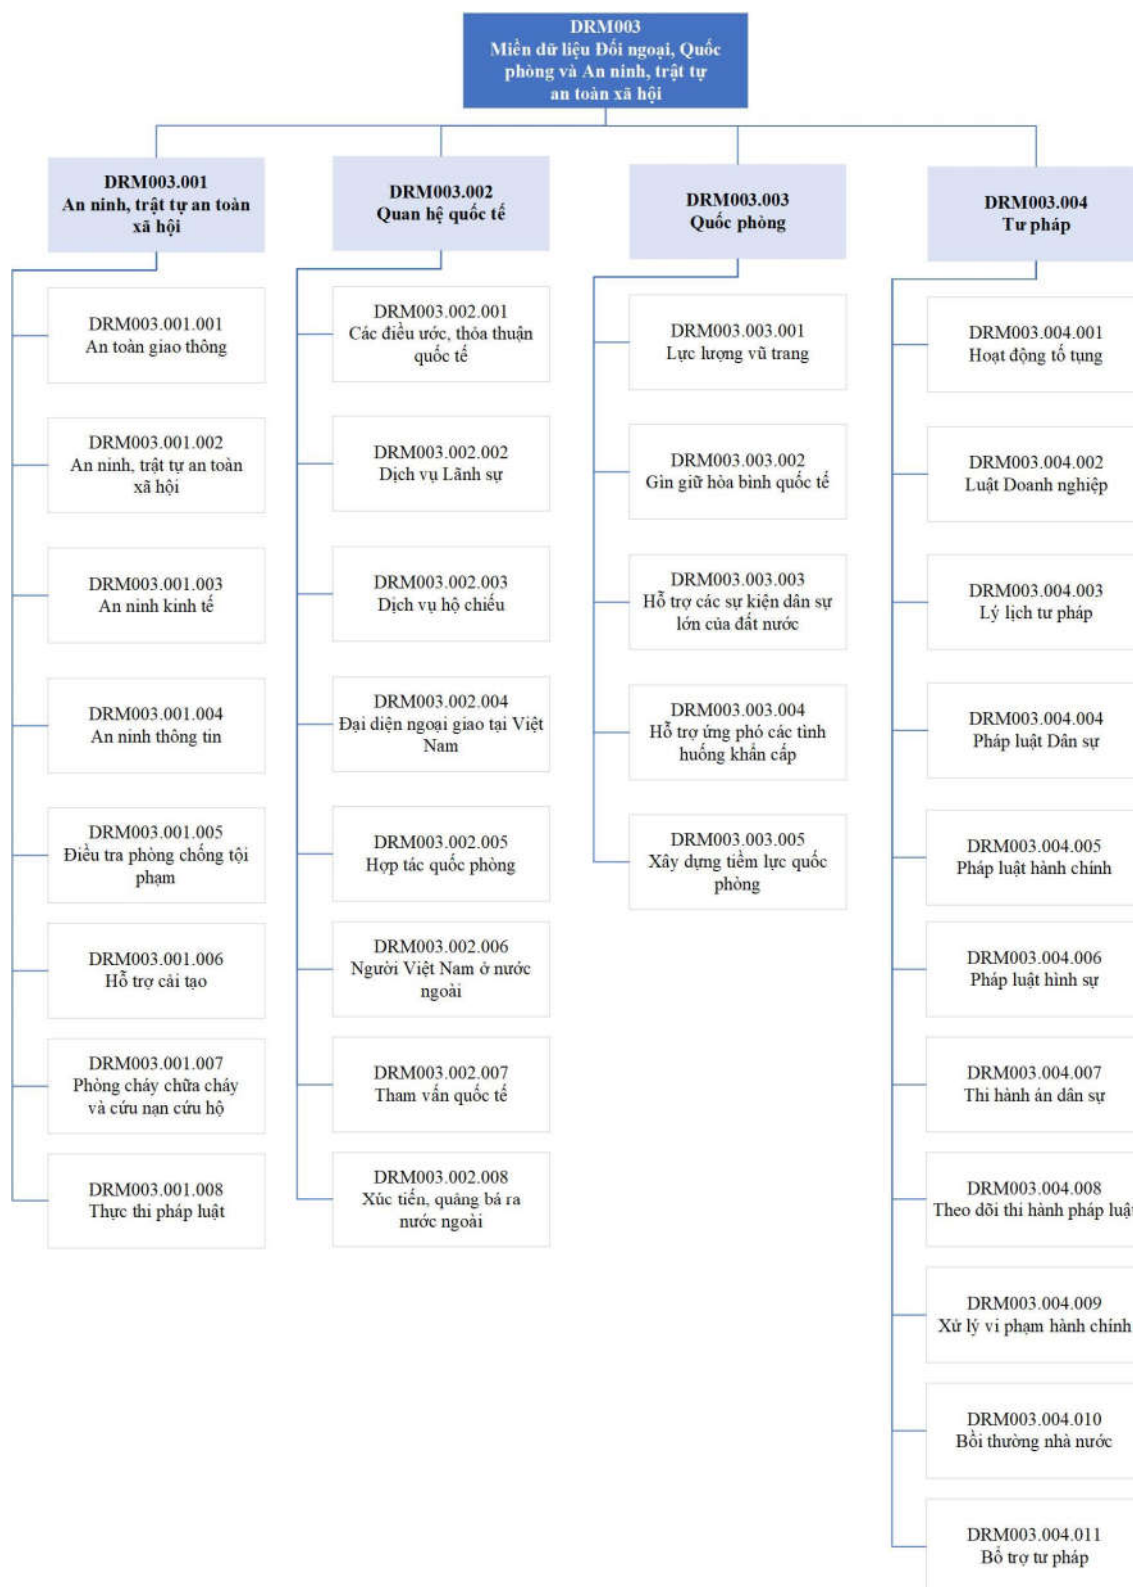 DRM003
Miền dữ liệu Đối ngoại, Quốc
phòng và An ninh, trật tự
an toàn xã hội
DRM003.001
An ninh, trật tự an toàn
xã hội
DRM003.001.001
An toàn giao thông
DRM003.001.002
An ninh, trật tự an toàn
xã hội
DRM003.001.003
An ninh kinh tế
DRM003.001.004
An ninh thông tin
DRM003.001.005
Điều tra phòng chống tội
phạm
DRM003.001.006
Hỗ trợ cải tạo
DRM003.001.007
Phòng cháy chữa cháy
và cứu nạn cứu hộ
DRM003.001.008
Thực thi pháp luật
DRM003.002
Quan hệ quốc tế
DRM003.002.001
Các điều ước, thỏa thuận
quốc tế
DRM003.002.002
Dịch vụ Lãnh sự
DRM003.002.003
Dịch vụ hộ chiếu
DRM003.002.004
Đại diện ngoại giao tại Việt
Nam
DRM003.002.005
Hợp tác quốc phòng
DRM003.002.006
Người Việt Nam ở nước
ngoài
DRM003.002.007
Tham vấn quốc tế
DRM003.002.008
Xúc tiến, quảng bá ra
nước ngoài
DRM003.003
Quốc phòng
DRM003.003.001
Lực lượng vũ trang
DRM003.003.002
Gìn giữ hòa bình quốc tế
DRM003.003.003
Hỗ trợ các sự kiện dân sự
lớn của đất nước
DRM003.003.004
Hỗ trợ ứng phó các tình
huống khẩn cấp
DRM003.003.005
Xây dựng tiềm lực quốc
phòng
DRM003.004
Tư pháp
DRM003.004.001
Hoạt động tố tụng
DRM003.004.002
Luật Doanh nghiệp
DRM003.004.003
Lý lịch tư pháp
DRM003.004.004
Pháp luật Dân sự
DRM003.004.005
Pháp luật hành chính
DRM003.004.006
Pháp luật hình sự
DRM003.004.007
Thi hành án dân sự
DRM003.004.008
Theo dõi thi hành pháp luật
DRM003.004.009
Xử lý vi phạm hành chính
DRM003.004.010
Bồi thường nhà nước
DRM003.004.011
Bổ trợ tư pháp